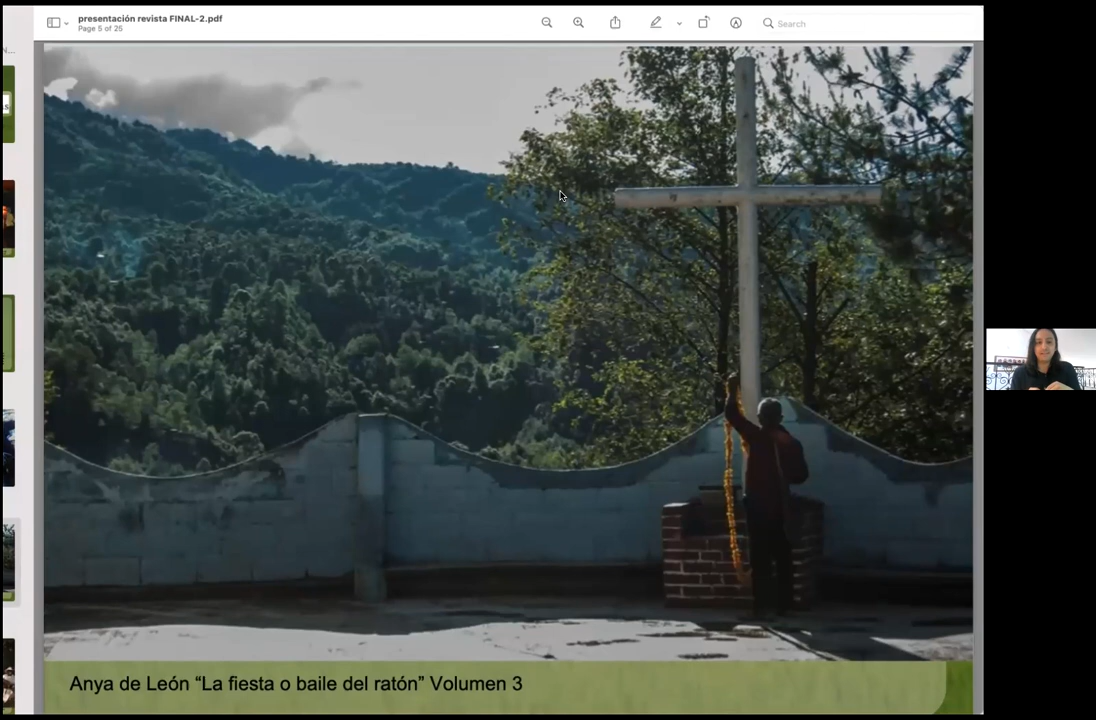 presentación revista FINAL-2.pdf
Page 5 of 25
Search
Anya de León “La fiesta o baile del ratón” Volumen 3